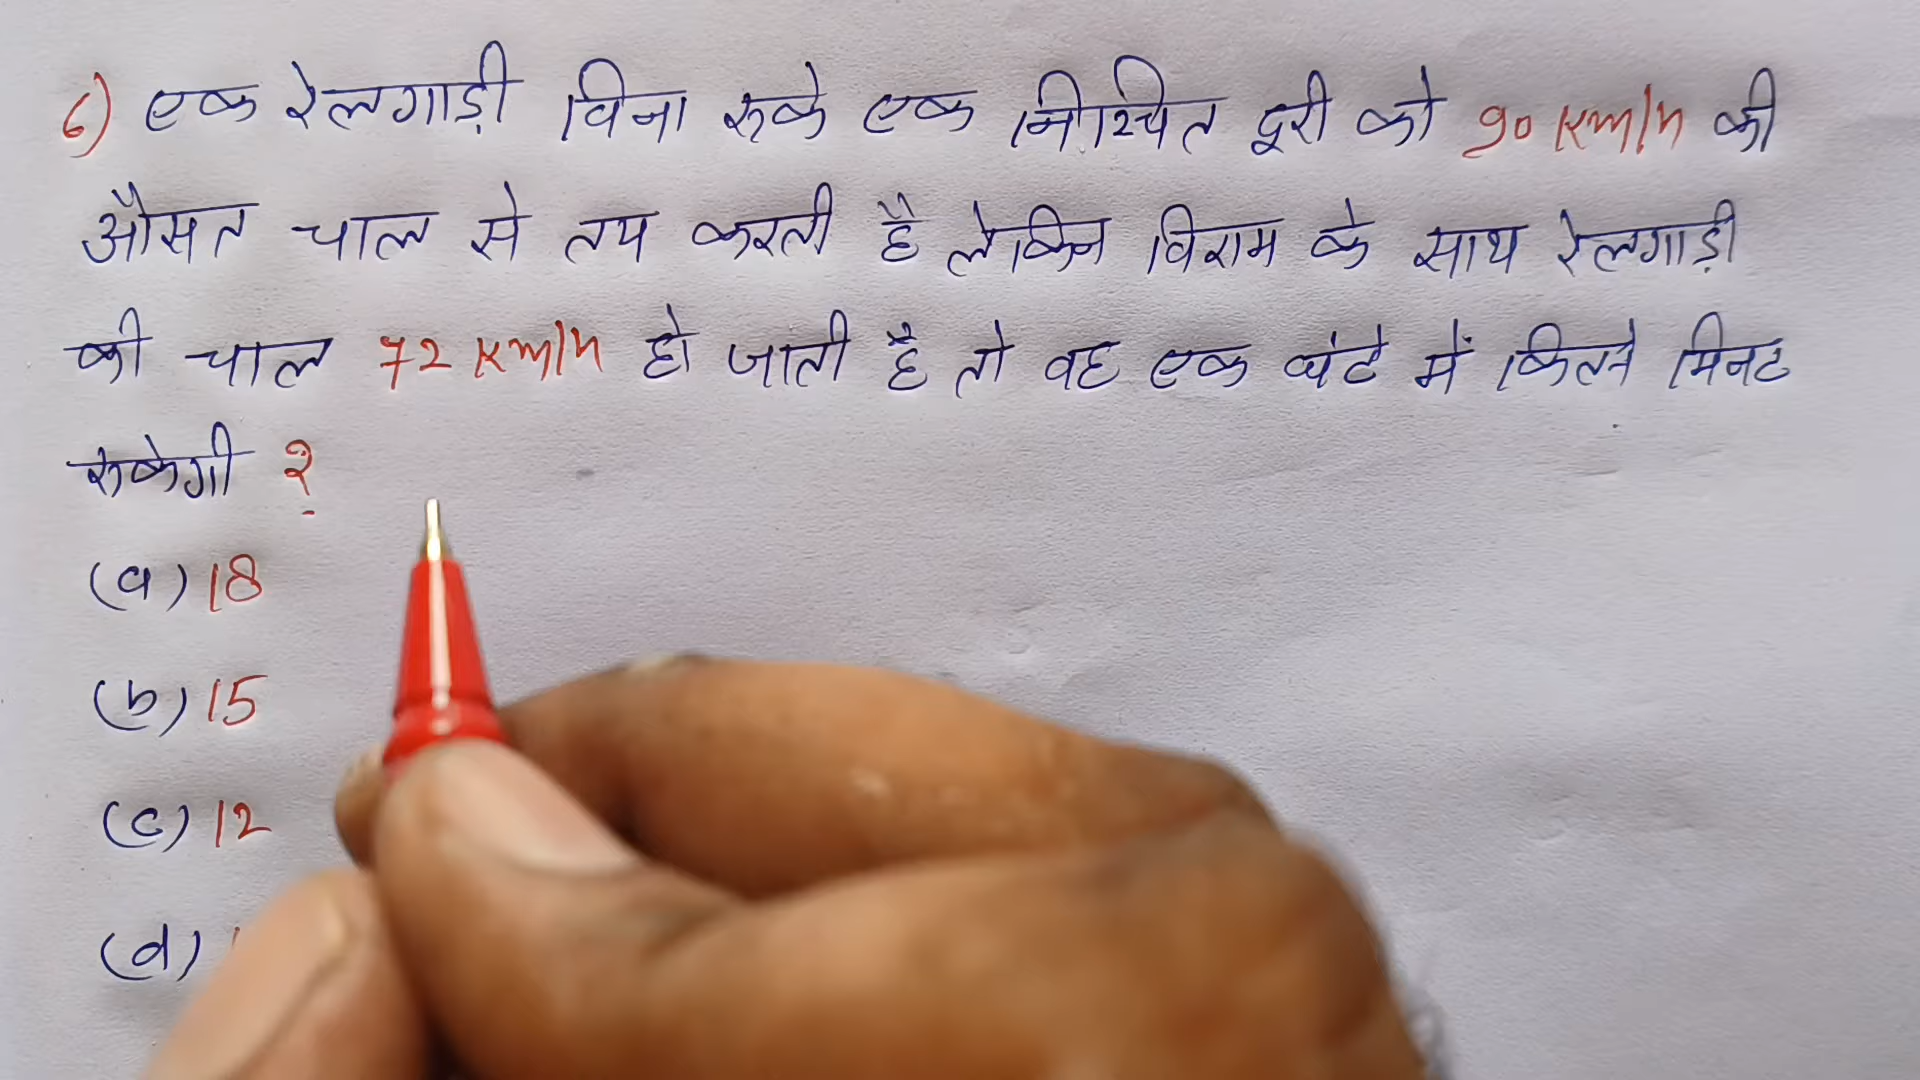 6) एक रेलगाड़ी बिना रुके एक निश्चित दूरी को 90 Km/h की
औसत चाल से तय करती है लेकिन विराम के साथ रेलगाड़ी
की चाल 72 Km/h हो जाती है तो वह एक घंटे में कितने मिनट
रुकेगी ?
(a) 18
(b) 15
(c) 12
(d)